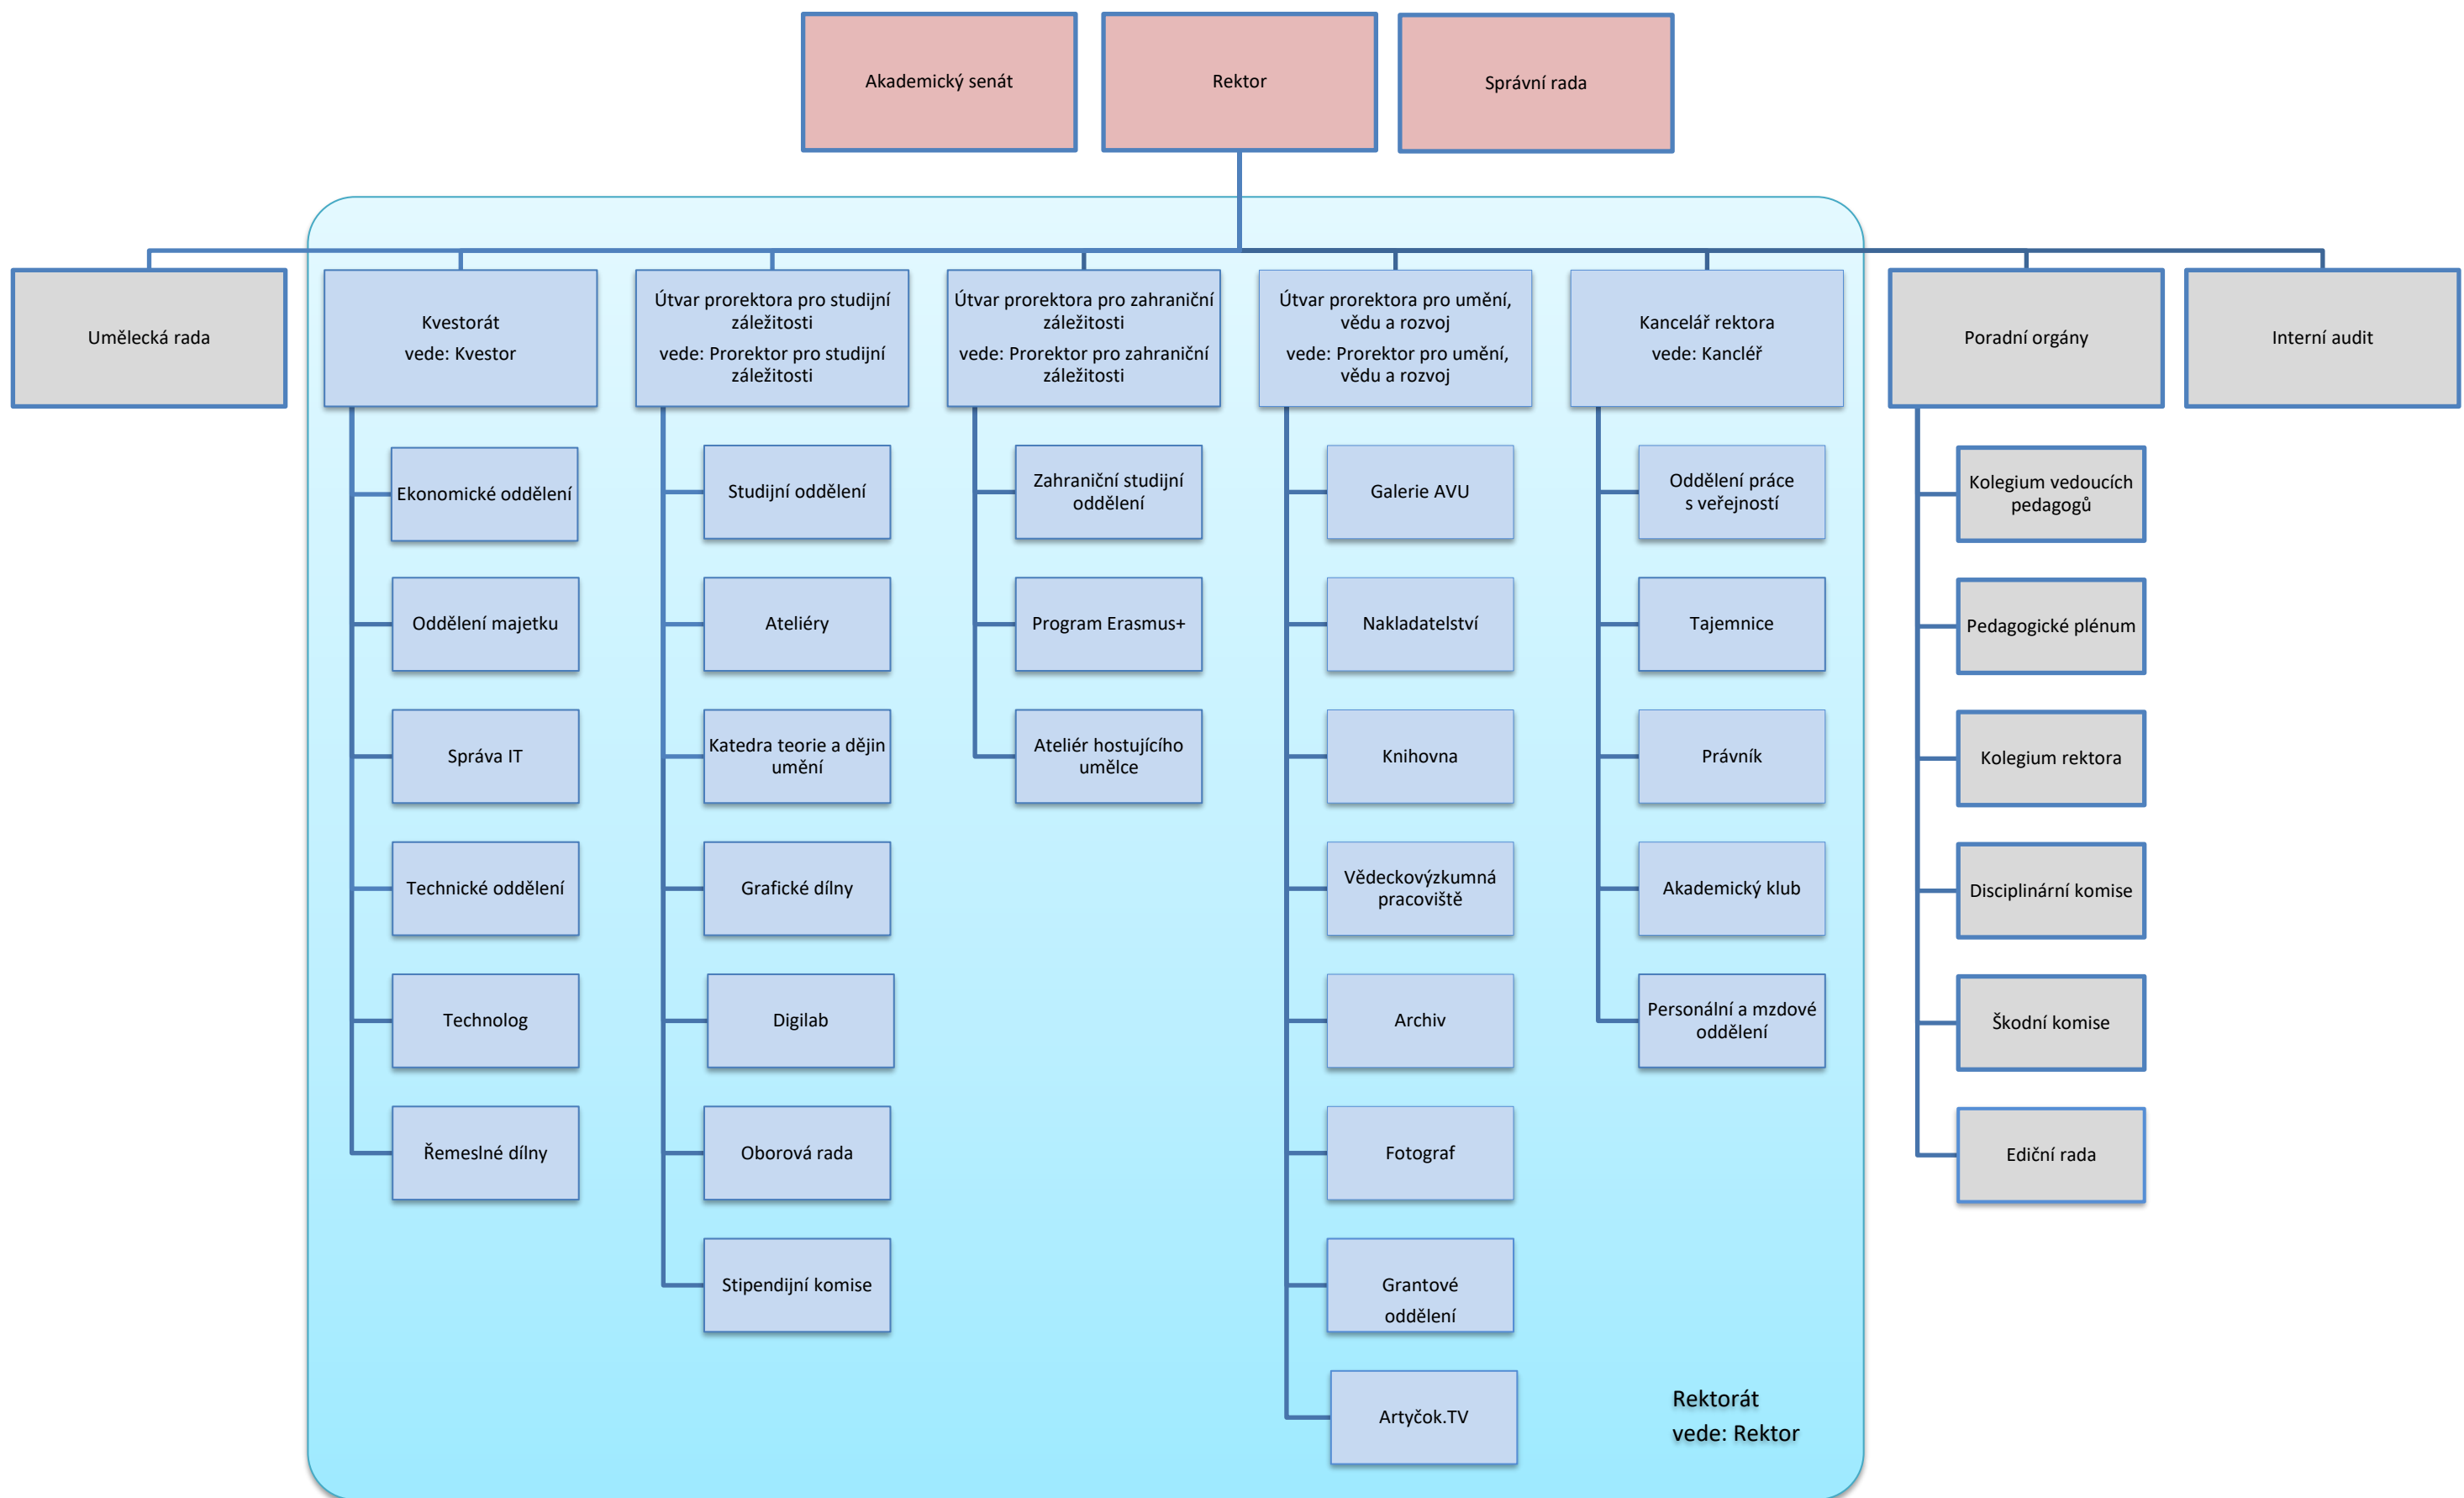 Akademický senát
Rektor
Správní rada
Umělecká rada
Kvestorát
vede: Kvestor
Útvar prorektora pro studijní
záležitosti
vede: Prorektor pro studijní
záležitosti
Útvar prorektora pro zahraniční
záležitosti
vede: Prorektor pro zahraniční
záležitosti
Útvar prorektora pro umění,
vědu a rozvoj
vede: Prorektor pro umění,
vědu a rozvoj
Kancelář rektora
vede: Kancléř
Poradní orgány
Interní audit
Ekonomické oddělení
Oddělení majetku
Správa IT
Technické oddělení
Technolog
Řemeslné dílny
Studijní oddělení
Ateliéry
Katedra teorie a dějin
umění
Grafické dílny
Digilab
Oborová rada
Stipendijní komise
Zahraniční studijní
oddělení
Program Erasmus+
Ateliér hostujícího
umělce
Galerie AVU
Nakladatelství
Knihovna
Vědeckovýzkumná
pracoviště
Archiv
Fotograf
Grantové
oddělení
Artyčok.TV
Oddělení práce
s veřejností
Tajemnice
Právník
Akademický klub
Personální a mzdové
oddělení
Kolegium vedoucích
pedagogů
Pedagogické plénum
Kolegium rektora
Disciplinární komise
Škodní komise
Ediční rada
Rektorát
vede: Rektor